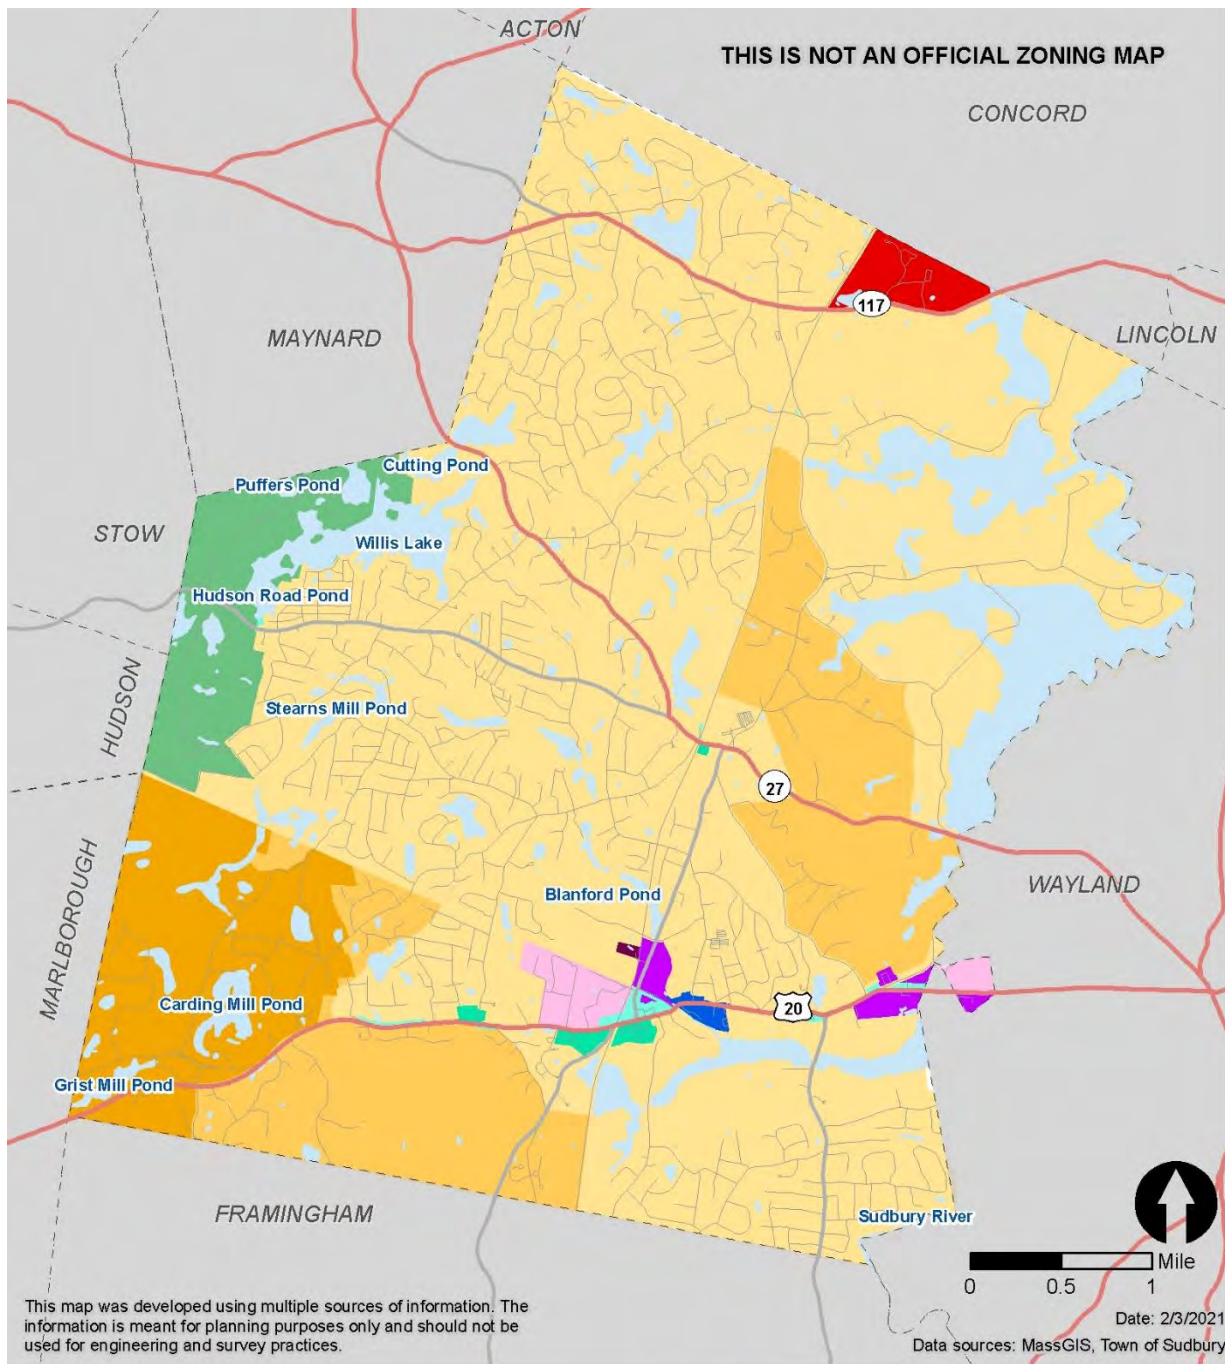 ACTON
THIS IS NOT AN OFFICIAL ZONING MAP
CONCORD
117
MAYNARD
LINCOLN
Cutting Pond
Puffers Pond
STOW
Willis Lake
Hudson Road Pond
HUDSON
Stearns Mill Pond
27
MARLBOROUGH
Blanford Pond
WAYLAND
Carding Mill Pond
20
Grist Mill Pond
FRAMINGHAM
Sudbury River
Mile
0 0.5 1
This map was developed using multiple sources of information. The
information is meant for planning purposes only and should not be
used for engineering and survey practices.
Date: 2/3/2021
Data sources: MassGIS, Town of Sudbury